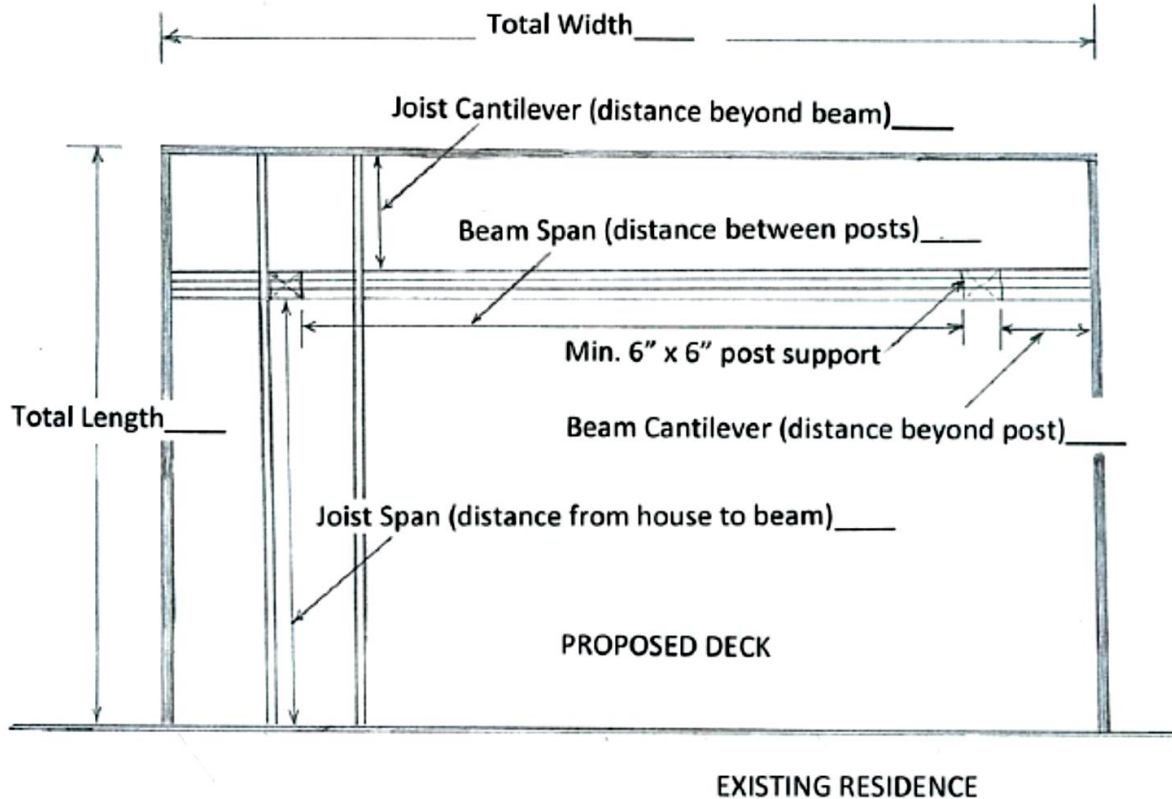 Total Width____
Joist Cantilever (distance beyond beam)____
Beam Span (distance between posts)____
Min. 6” x 6” post support
Total Length____
Beam Cantilever (distance beyond post)____
Joist Span (distance from house to beam)____
PROPOSED DECK
EXISTING RESIDENCE